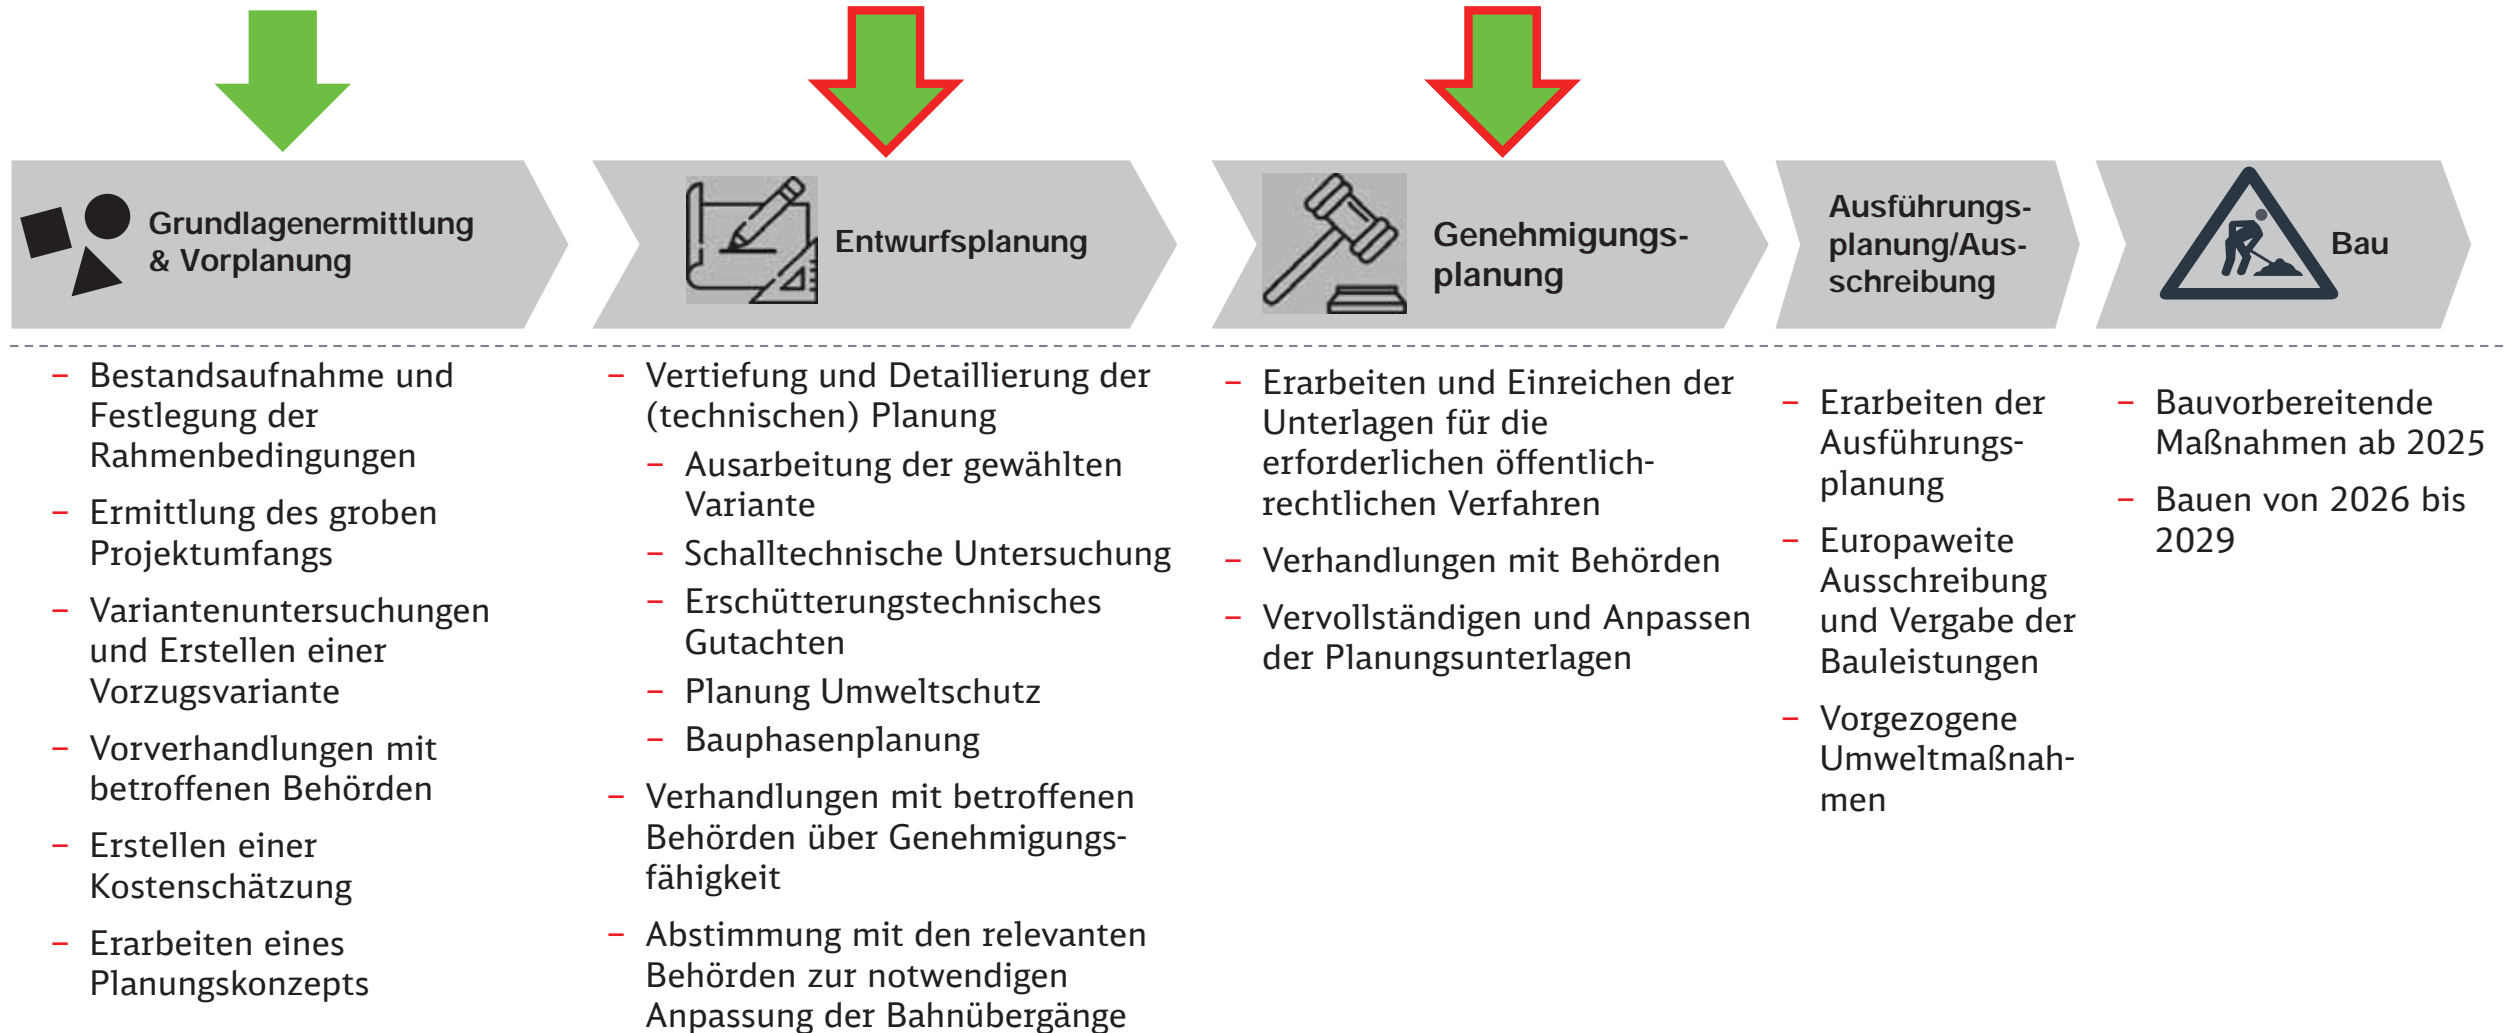 Grundlagenermittlung
& Vorplanung
Entwurfsplanung
Genehmigungs-
planung
Ausführungs-
planung/Aus-
schreibung
Bau
– Bestandsaufnahme und
Festlegung der
Rahmenbedingungen
– Ermittlung des groben
Projektumfangs
– Variantenuntersuchungen
und Erstellen einer
Vorzugsvariante
– Vorverhandlungen mit
betroffenen Behörden
– Erstellen einer
Kostenschätzung
– Erarbeiten eines
Planungskonzepts
– Vertiefung und Detaillierung der
(technischen) Planung
– Ausarbeitung der gewählten
Variante
– Schalltechnische Untersuchung
– Erschütterungstechnisches
Gutachten
– Planung Umweltschutz
– Bauphasenplanung
– Verhandlungen mit betroffenen
Behörden über Genehmigungs-
fähigkeit
– Abstimmung mit den relevanten
Behörden zur notwendigen
Anpassung der Bahnübergänge
– Erarbeiten und Einreichen der
Unterlagen für die
erforderlichen öffentlich-
rechtlichen Verfahren
– Verhandlungen mit Behörden
– Vervollständigen und Anpassen
der Planungsunterlagen
– Erarbeiten der
Ausführungs-
planung
– Europaweite
Ausschreibung
und Vergabe der
Bauleistungen
– Vorgezogene
Umweltmaßnah-
men
– Bauvorbereitende
Maßnahmen ab 2025
– Bauen von 2026 bis
2029